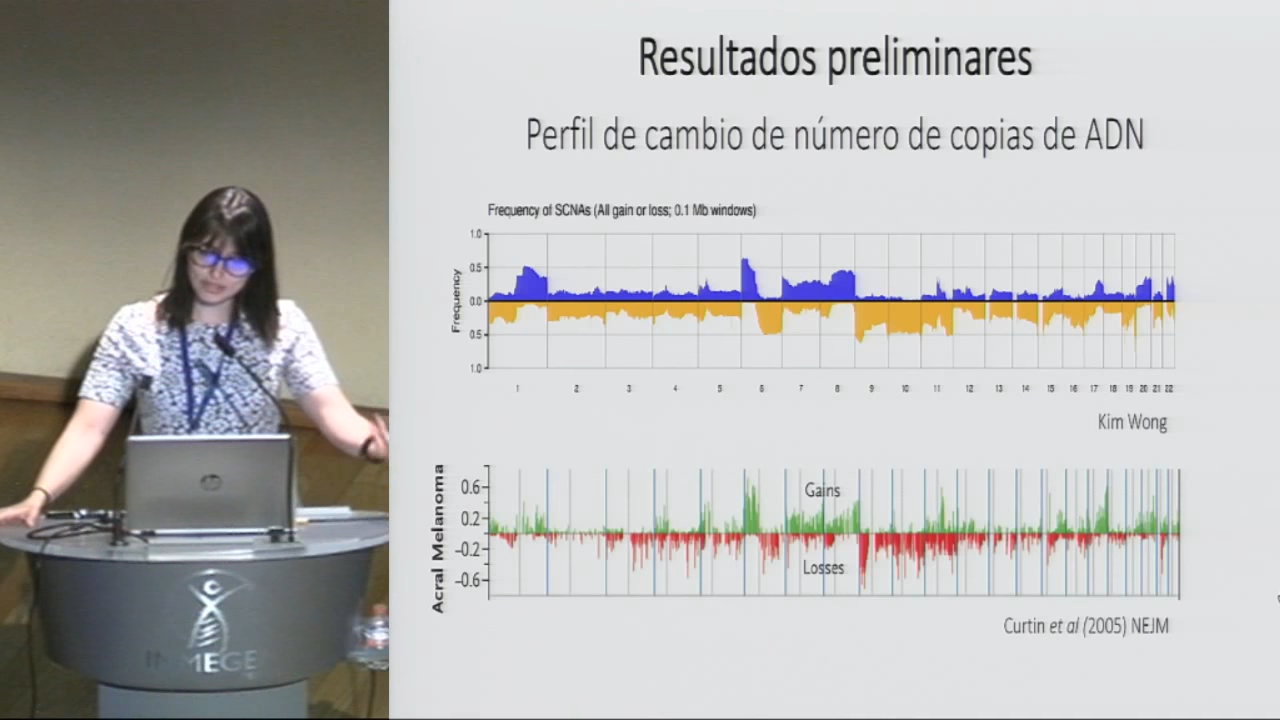 Resultados preliminares
Perfil de cambio de número de copias de ADN
Frequency of SCNAs (All gain or loss; 0.1 Mb windows)
Frequency
1.0
0.5
0.0
0.5
1.0
1 2 3 4 5 6 7 8 9 10 11 12 13 14 15 16 17 18 19 20 21 22
Kim Wong
Acral Melanoma
0.6
0.2
−0.2
−0.6
Gains
Losses
Curtin et al (2005) NEJM
INMEGEN
hp